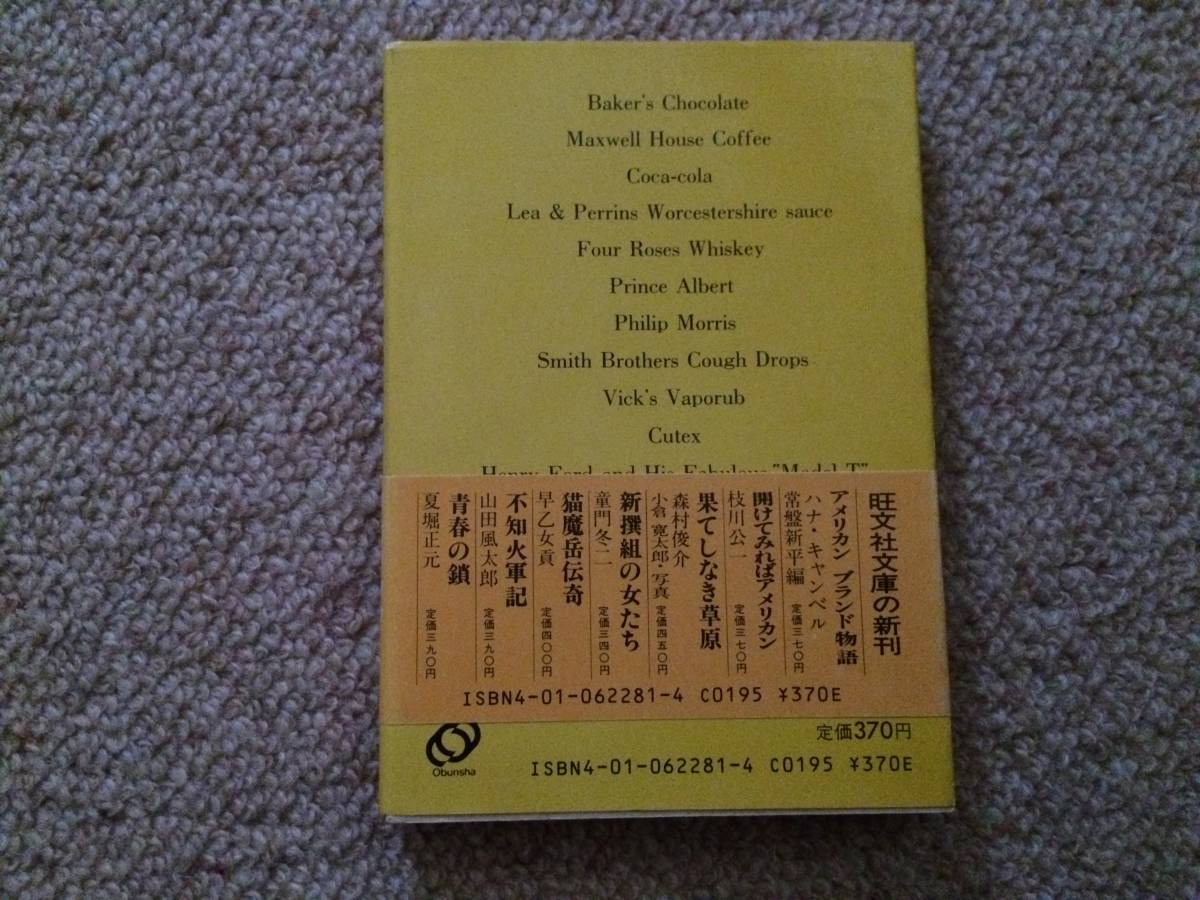 Baker's Chocolate
Maxwell House Coffee
Coca-cola
Lea & Perrins Worcestershire sauce
Four Roses Whiskey
Prince Albert
Philip Morris
Smith Brothers Cough Drops
Vick's Vaporub
Cutex
Henry Ford and His Fabulous "Model T"
旺文社文庫の新刊
アメリカン ブランド物語
ハナ・キャンベル
常盤新平編 定価三七〇円
開けてみればアメリカン
枝川公一 定価三七〇円
果てしなき草原
森村俊介
小倉寛太郎・写真 定価四五〇円
新撰組の女たち
童門冬二 定価三四〇円
猫魔岳伝奇
早乙女貢 定価四〇〇円
不知火軍記
山田風太郎 定価三九〇円
青春の鎖
夏堀正元 定価三九〇円
ISBN4-01-062281-4 C0195 ¥370E
Obunsha
定価370円
ISBN4-01-062281-4 C0195 ¥370E